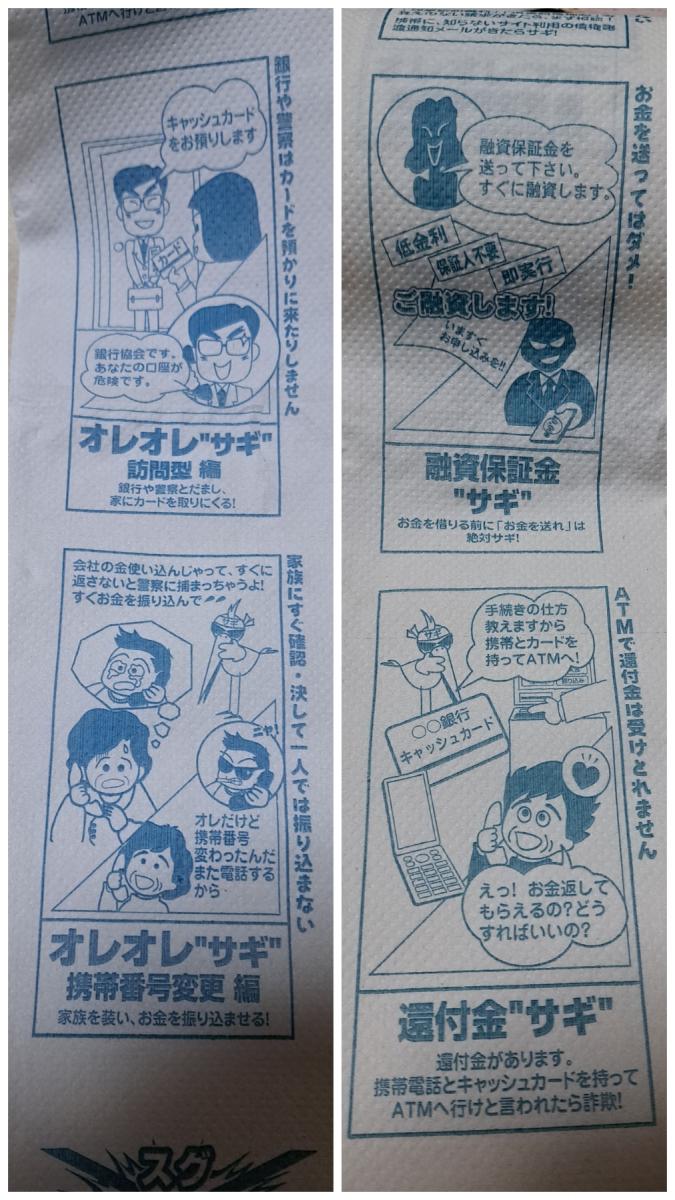 ATMへ行けと
銀行や警察はカードを預かりに来たりしません
キャッシュカード
をお預りします
カード
銀行協会です。
あなたの口座が
危険です。
オレオレ"サギ"
訪問型 編
銀行や警察とだまし、
家にカードを取りにくる!
家族にすぐ確認・決して一人では振り込まない
会社の金使い込んじゃって、すぐに
返さないと警察に捕まっちゃうよ!
すぐお金を振り込んで
サギ
ニヤ!
オレだけど
携帯番号
変わったんだ
また電話する
から
オレオレ"サギ"
携帯番号変更 編
家族を装い、お金を振り込ませる!
スグ
携帯に、知らないサイト利用の債権譲
渡通知メールがきたらサギ!
お金を送ってはダメ!
融資保証金を
送って下さい。
すぐに融資します。
低金利
保証人不要
即実行
ご融資します!
いますぐ
お申し込みを!!
融資保証金
"サギ"
お金を借りる前に「お金を送れ」は
絶対サギ!
ATMで還付金は受けとれません
手続きの仕方
教えますから
携帯とカードを
持ってATMへ!
サギ
○○銀行
キャッシュカード
えっ! お金返して
もらえるの?どう
すればいいの?
還付金"サギ"
還付金があります。
携帯電話とキャッシュカードを持って
ATMへ行けと言われたら詐欺!